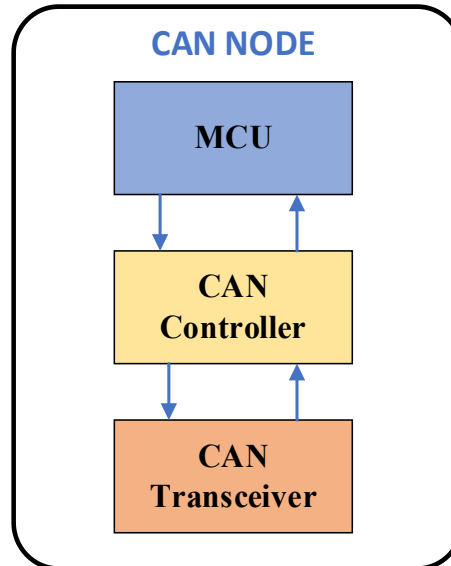 CAN NODE
MCU
CAN
Controller
CAN
Transceiver